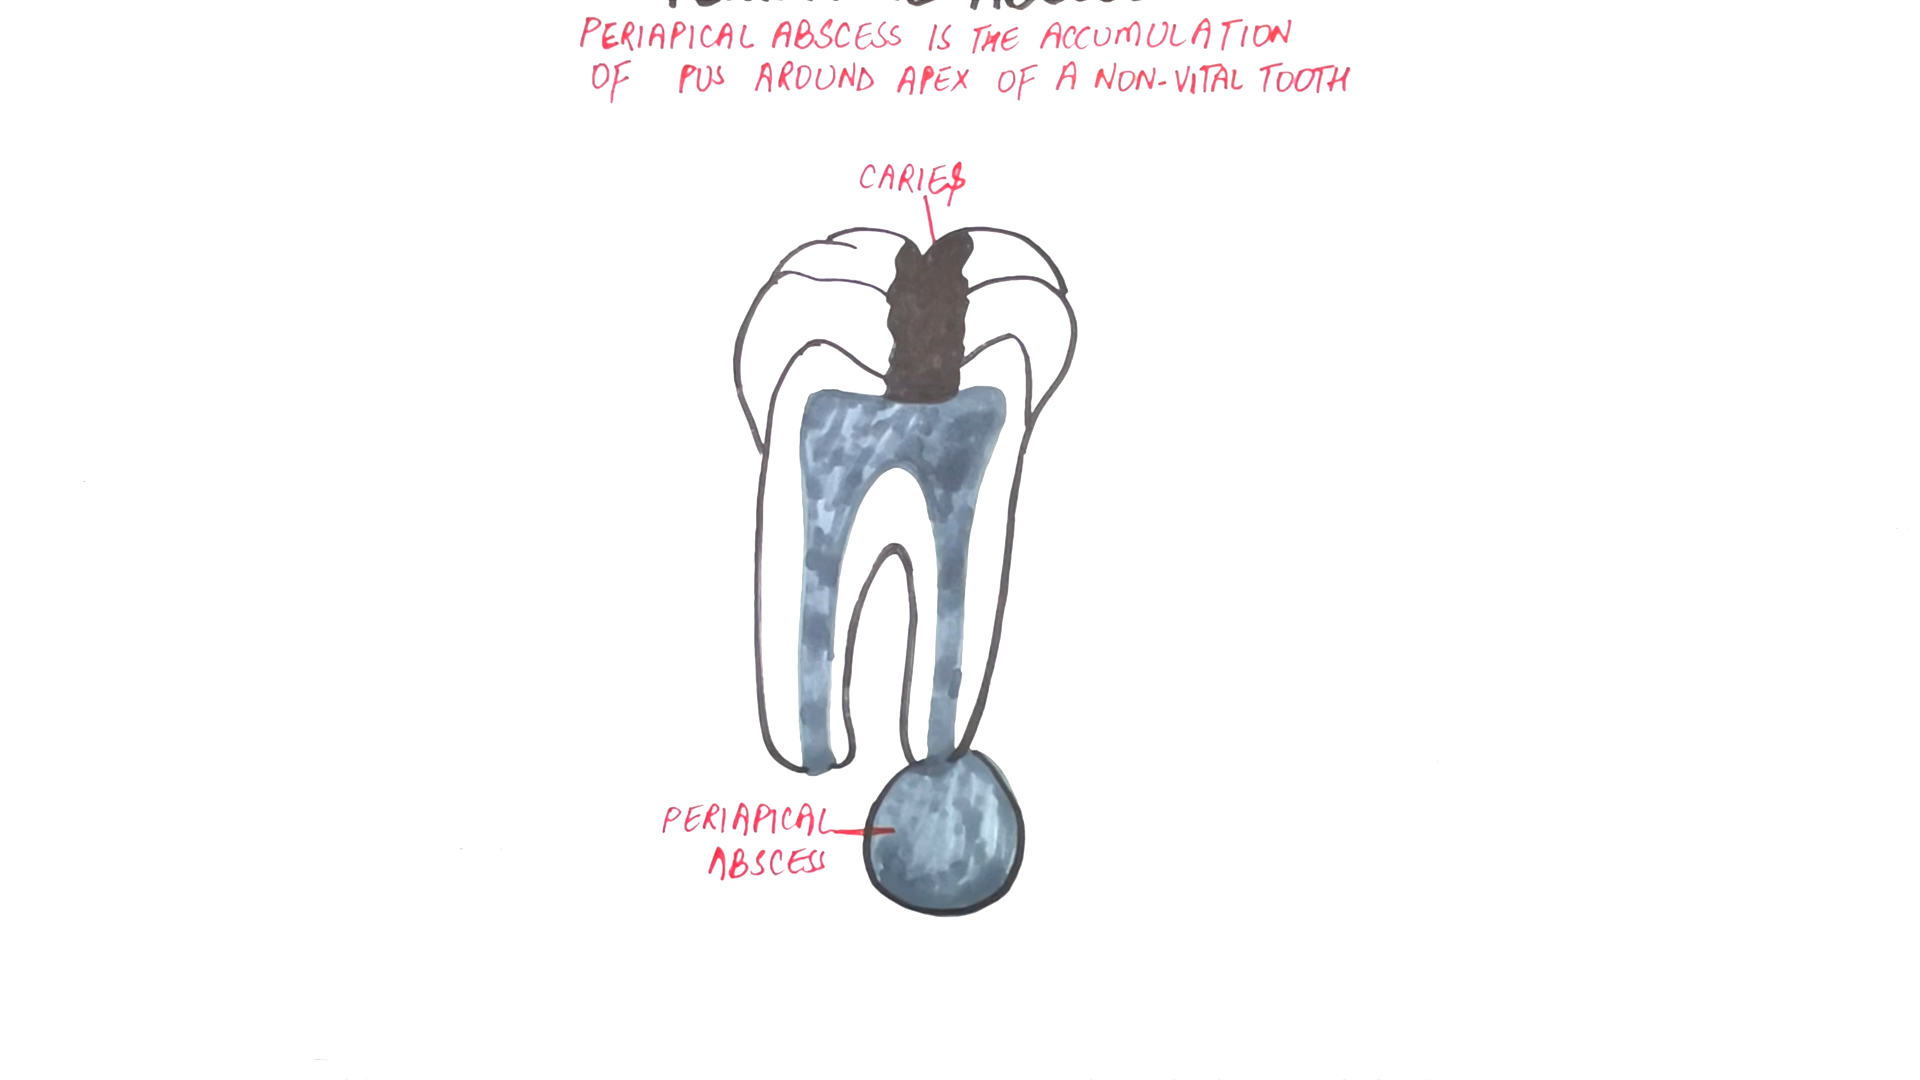 PERIAPICAL ABSCESS IS THE ACCUMULATION
OF PUS AROUND APEX OF A NON-VITAL TOOTH
CARIES
PERIAPICAL
ABSCESS